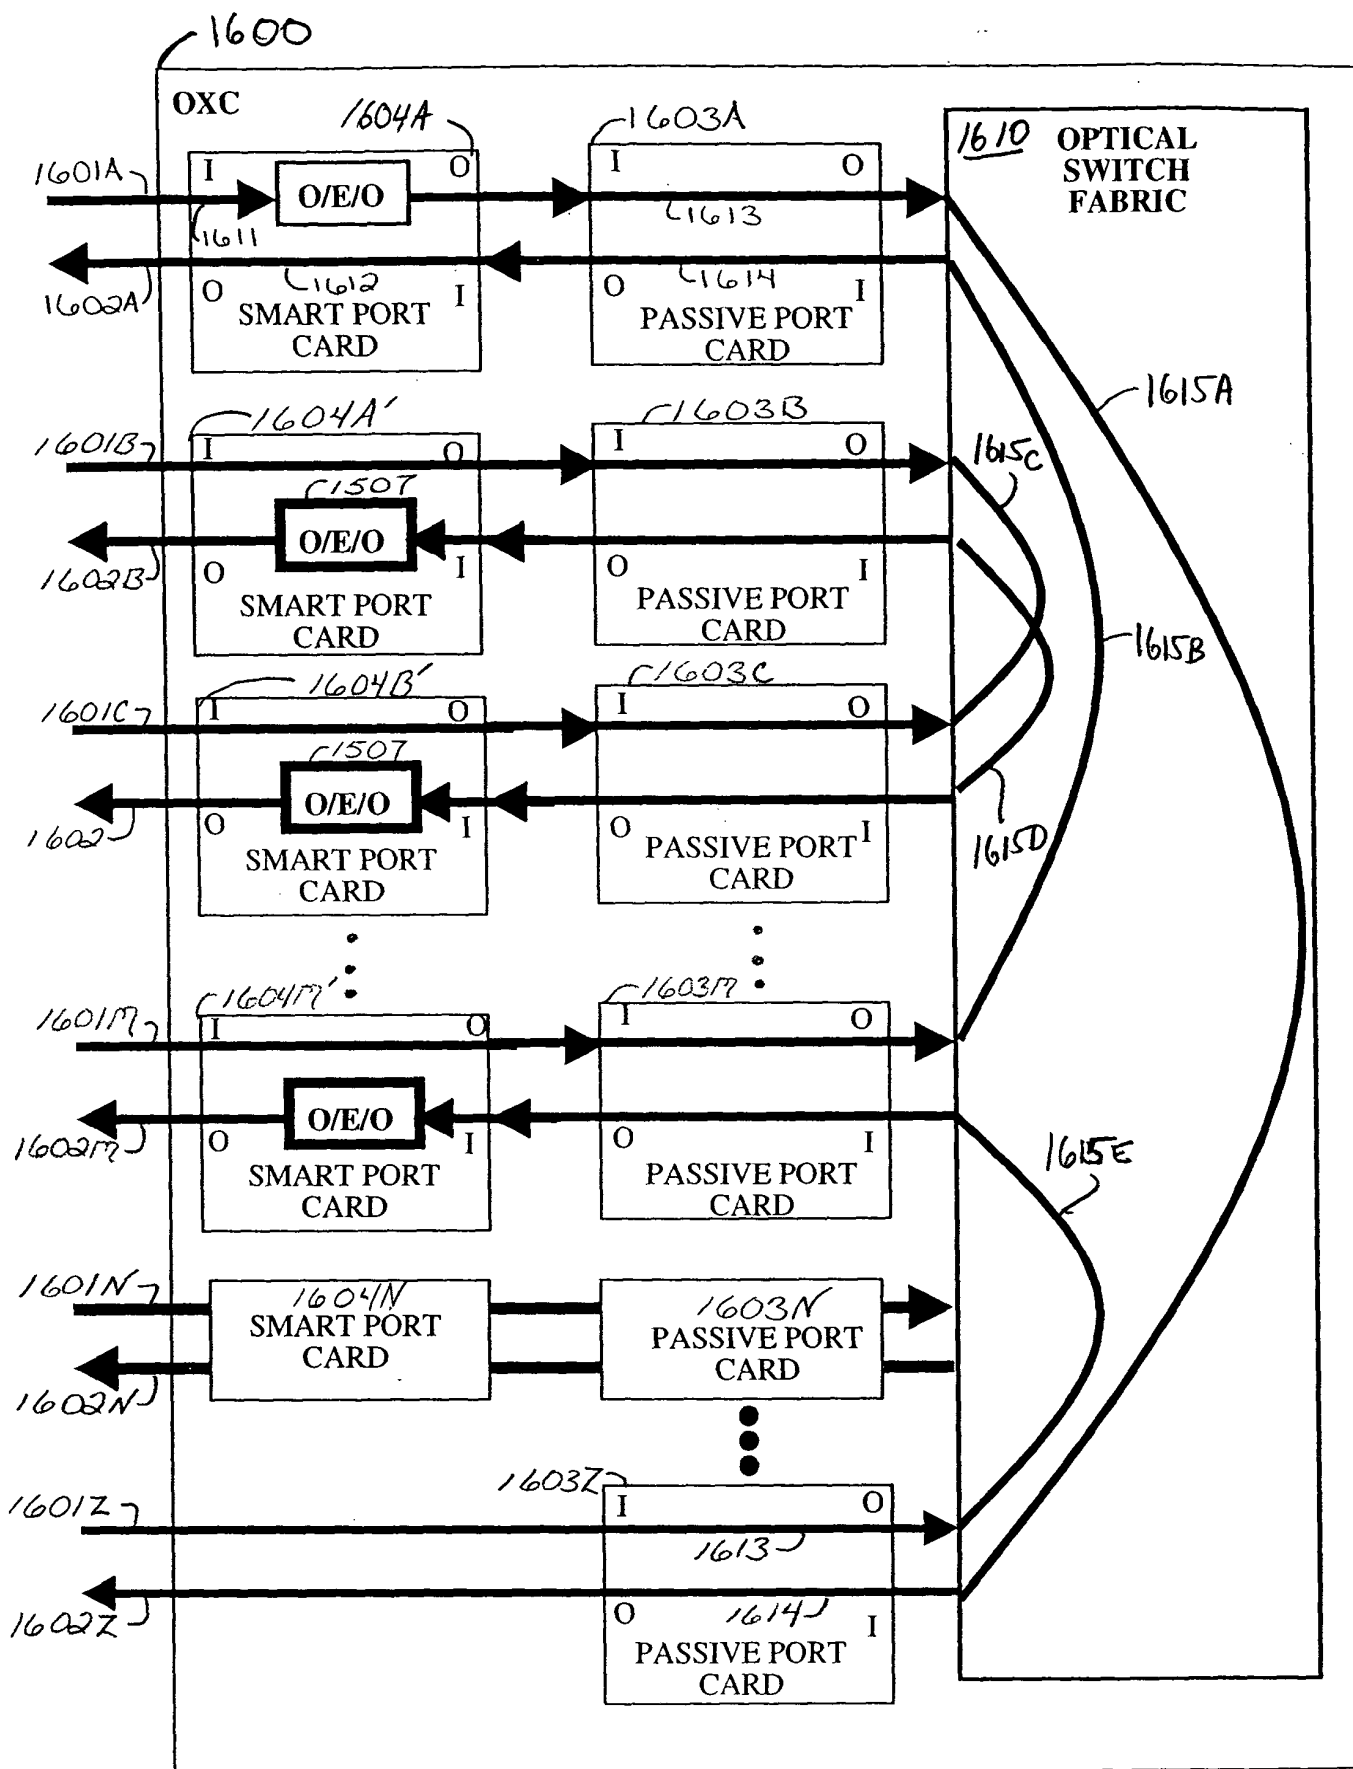 1600
OXC
1604A
1603A
1610 OPTICAL
SWITCH
FABRIC
1601A
I
O/E/O
O
I
O
1611
1613
1602A
O
1612
I
O
1614
I
SMART PORT
CARD
PASSIVE PORT
CARD
1615A
1604A'
1603B
1601B
I
O
I
O
1615C
1507
O/E/O
1602B
O
I
O
I
SMART PORT
CARD
PASSIVE PORT
CARD
1615B
1604B'
1603C
1601C
I
O
I
O
1507
O/E/O
1602
O
I
O
I
1615D
SMART PORT
CARD
PASSIVE PORT
CARD
1604M'
1603M
1601M
I
O
I
O
O/E/O
1602M
O
I
O
I
1615E
SMART PORT
CARD
PASSIVE PORT
CARD
1601N
1604N
SMART PORT
CARD
1603N
PASSIVE PORT
CARD
1602N
1603Z
1601Z
I
O
1613
1602Z
O
1614
I
PASSIVE PORT
CARD